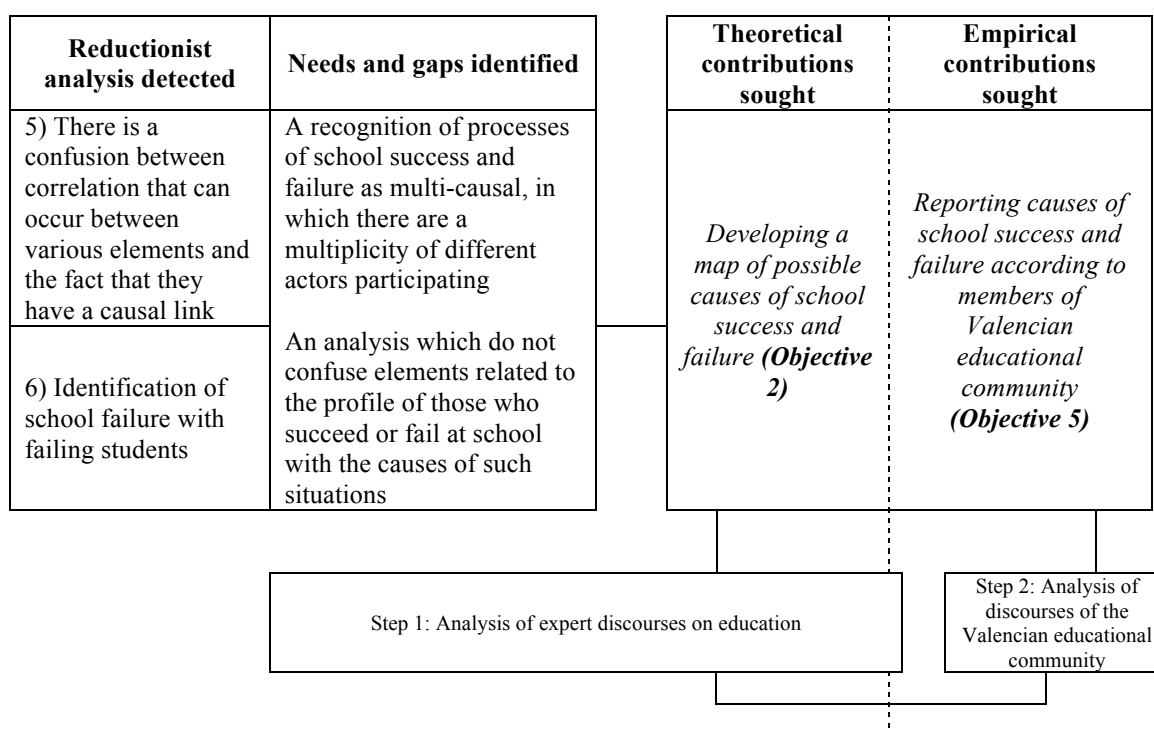 Reductionist
analysis detected
Needs and gaps identified
5) There is a
confusion between
correlation that can
occur between
various elements and
the fact that they
have a causal link
6) Identification of
school failure with
failing students
A recognition of processes
of school success and
failure as multi-causal, in
which there are a
multiplicity of different
actors participating
An analysis which do not
confuse elements related to
the profile of those who
succeed or fail at school
with the causes of such
situations
Theoretical
contributions
sought
Empirical
contributions
sought
Developing a
map of possible
causes of school
success and
failure (Objective
2)
Reporting causes of
school success and
failure according to
members of
Valencian
educational
community
(Objective 5)
Step 1: Analysis of expert discourses on education
Step 2: Analysis of
discourses of the
Valencian educational
community